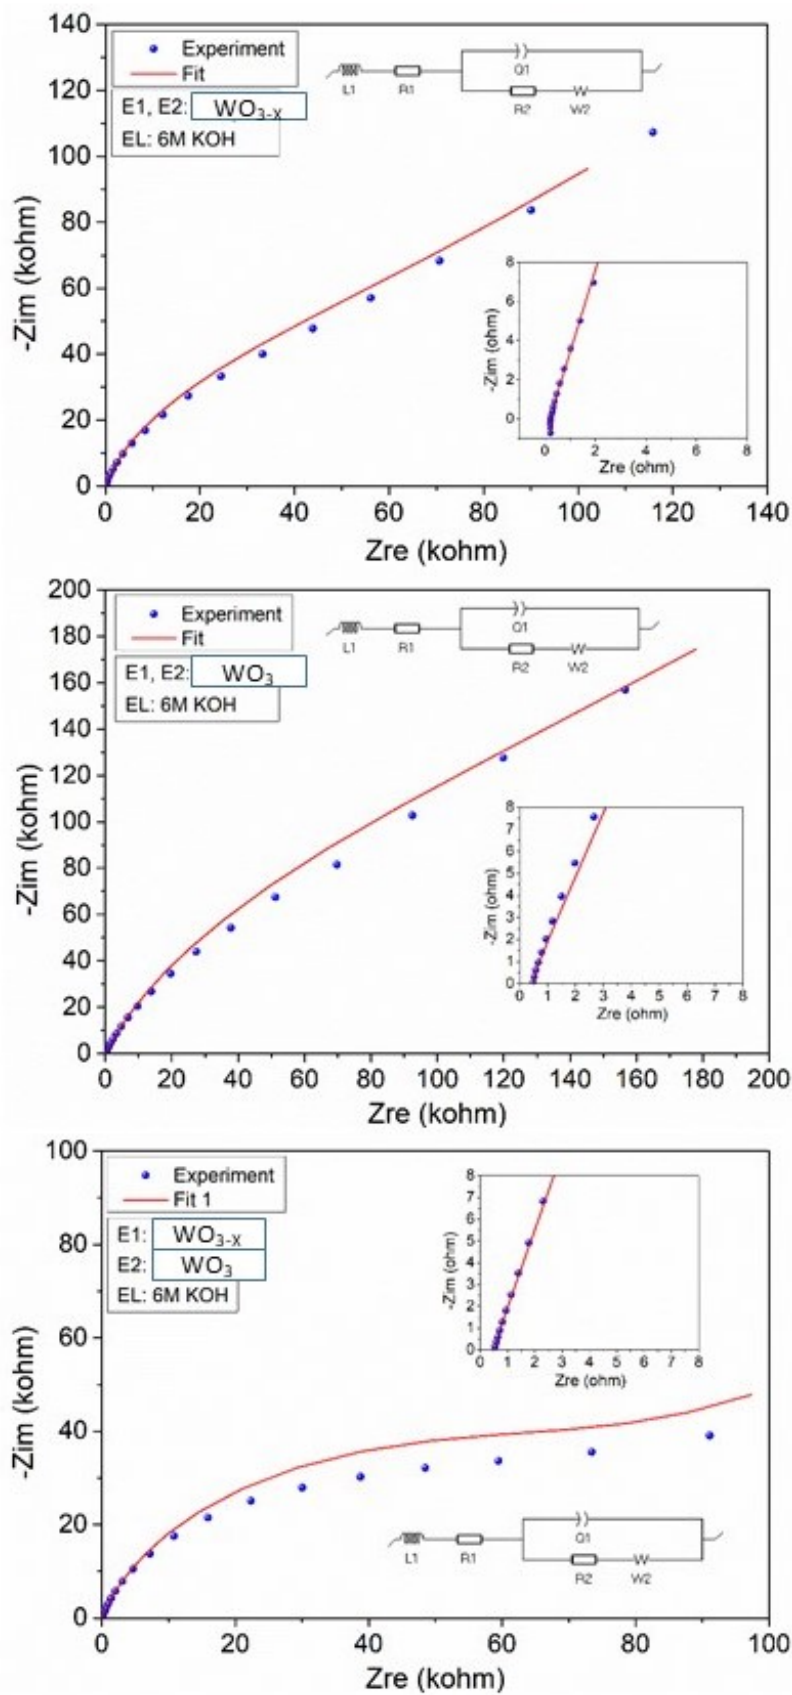 140
120
100
80
60
40
20
0
-Zim (kohm)
Experiment
Fit
E1, E2: WO₃₋ₓ
EL: 6M KOH
L1 R1 Q1 R2 W2
8
6
4
2
0
-Zim (ohm)
0 2 4 6 8
Zre (ohm)
0 20 40 60 80 100 120 140
Zre (kohm)
200
180
160
140
120
100
80
60
40
20
0
-Zim (kohm)
Experiment
Fit
E1, E2: WO₃
EL: 6M KOH
L1 R1 Q1 R2 W2
8
7
6
5
4
3
2
1
0
-Zim (ohm)
0 1 2 3 4 5 6 7 8
Zre (ohm)
0 20 40 60 80 100 120 140 160 180 200
Zre (kohm)
100
80
60
40
20
0
-Zim (kohm)
Experiment
Fit 1
E1: WO₃₋ₓ
E2: WO₃
EL: 6M KOH
8
7
6
5
4
3
2
1
0
-Zim (ohm)
0 1 2 3 4 5 6 7 8
Zre (ohm)
L1 R1 Q1 R2 W2
0 20 40 60 80 100
Zre (kohm)